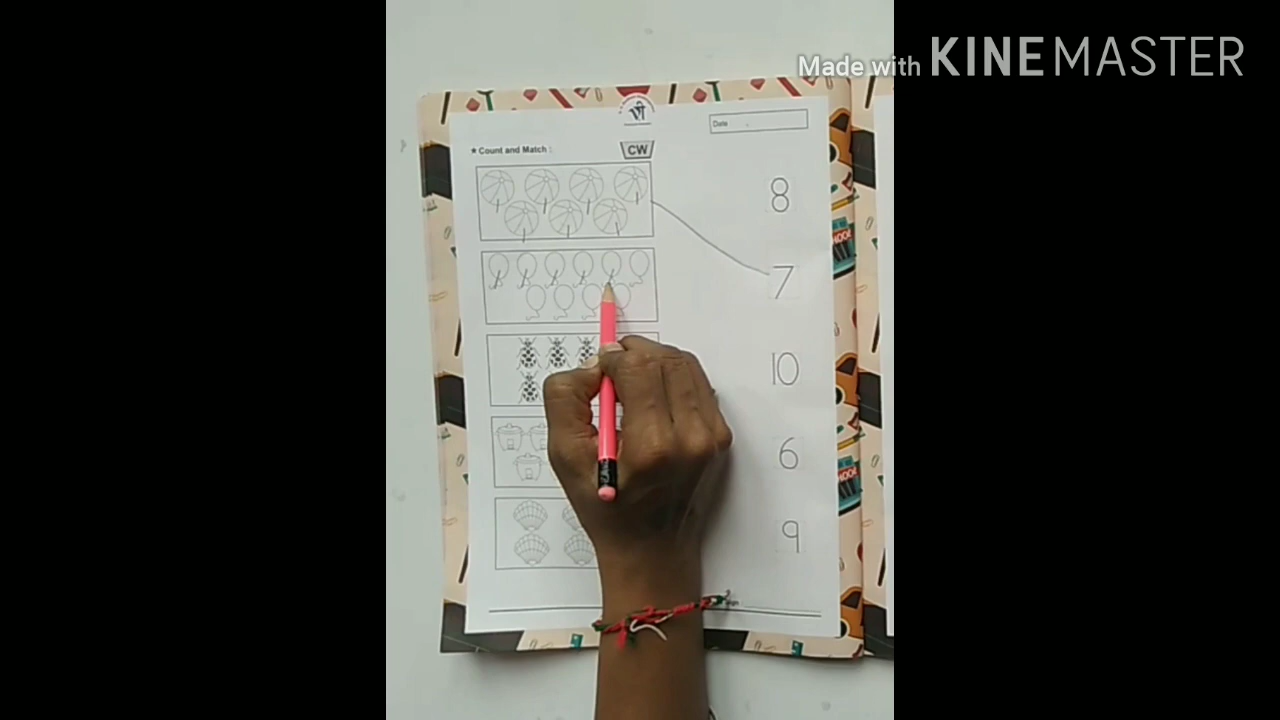 Made with KINEMASTER
श्री
Date
★ Count and Match :
CW
8
7
10
6
9